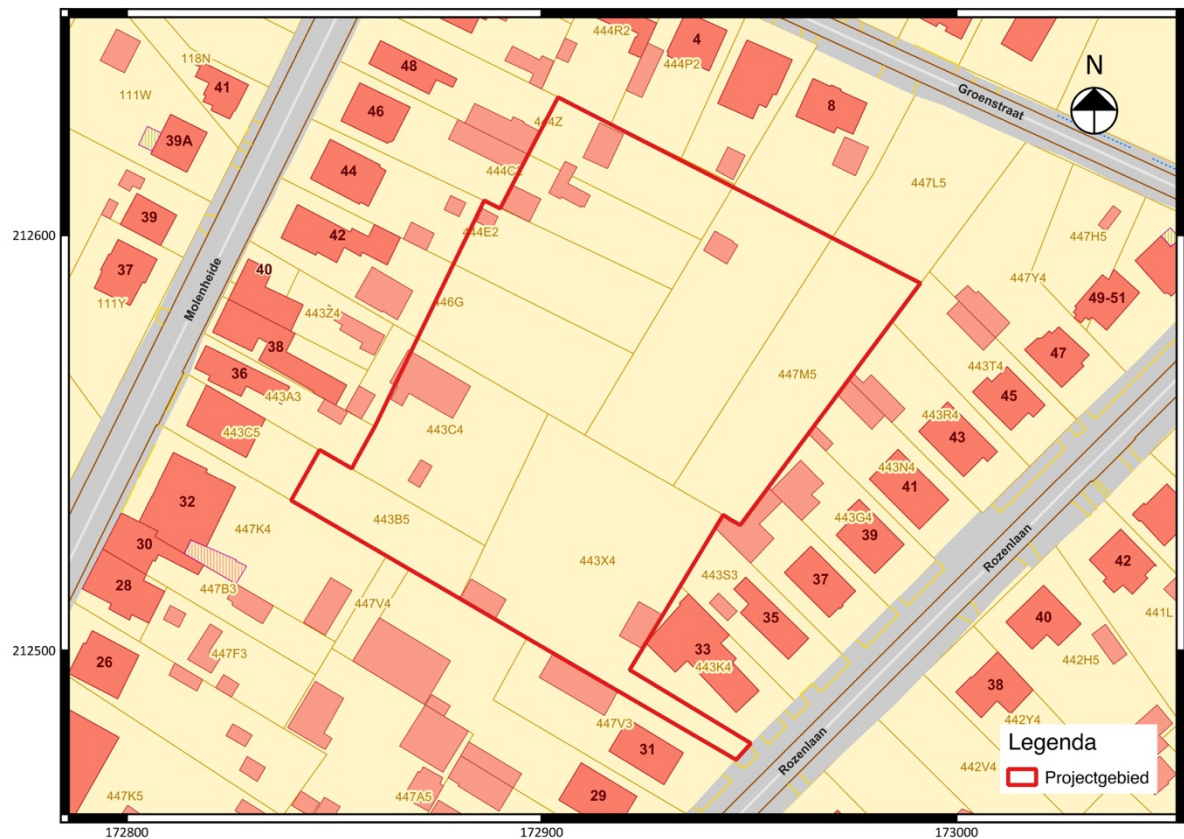 444R2
4
444P2
48
118N
41
111W
46
444Z
8
N
Groenstraat
39A
44
444C2
447L5
39
42
444E2
447H5
212600
37
40
Molenheide
111Y
446G
447Y4
49-51
443Z4
38
47
36
443A3
447M5
443T4
45
443C5
443C4
443R4
43
443N4
41
32
447K4
443B5
443G4
39
30
443X4
Rozenlaan
42
28
447B3
447V4
443S3
37
35
40
441L
212500
26
447F3
33
443K4
442H5
38
447V3
442Y4
31
Rozenlaan
442V4
Legenda
Projectgebied
447K5
447A5
29
172800
172900
173000